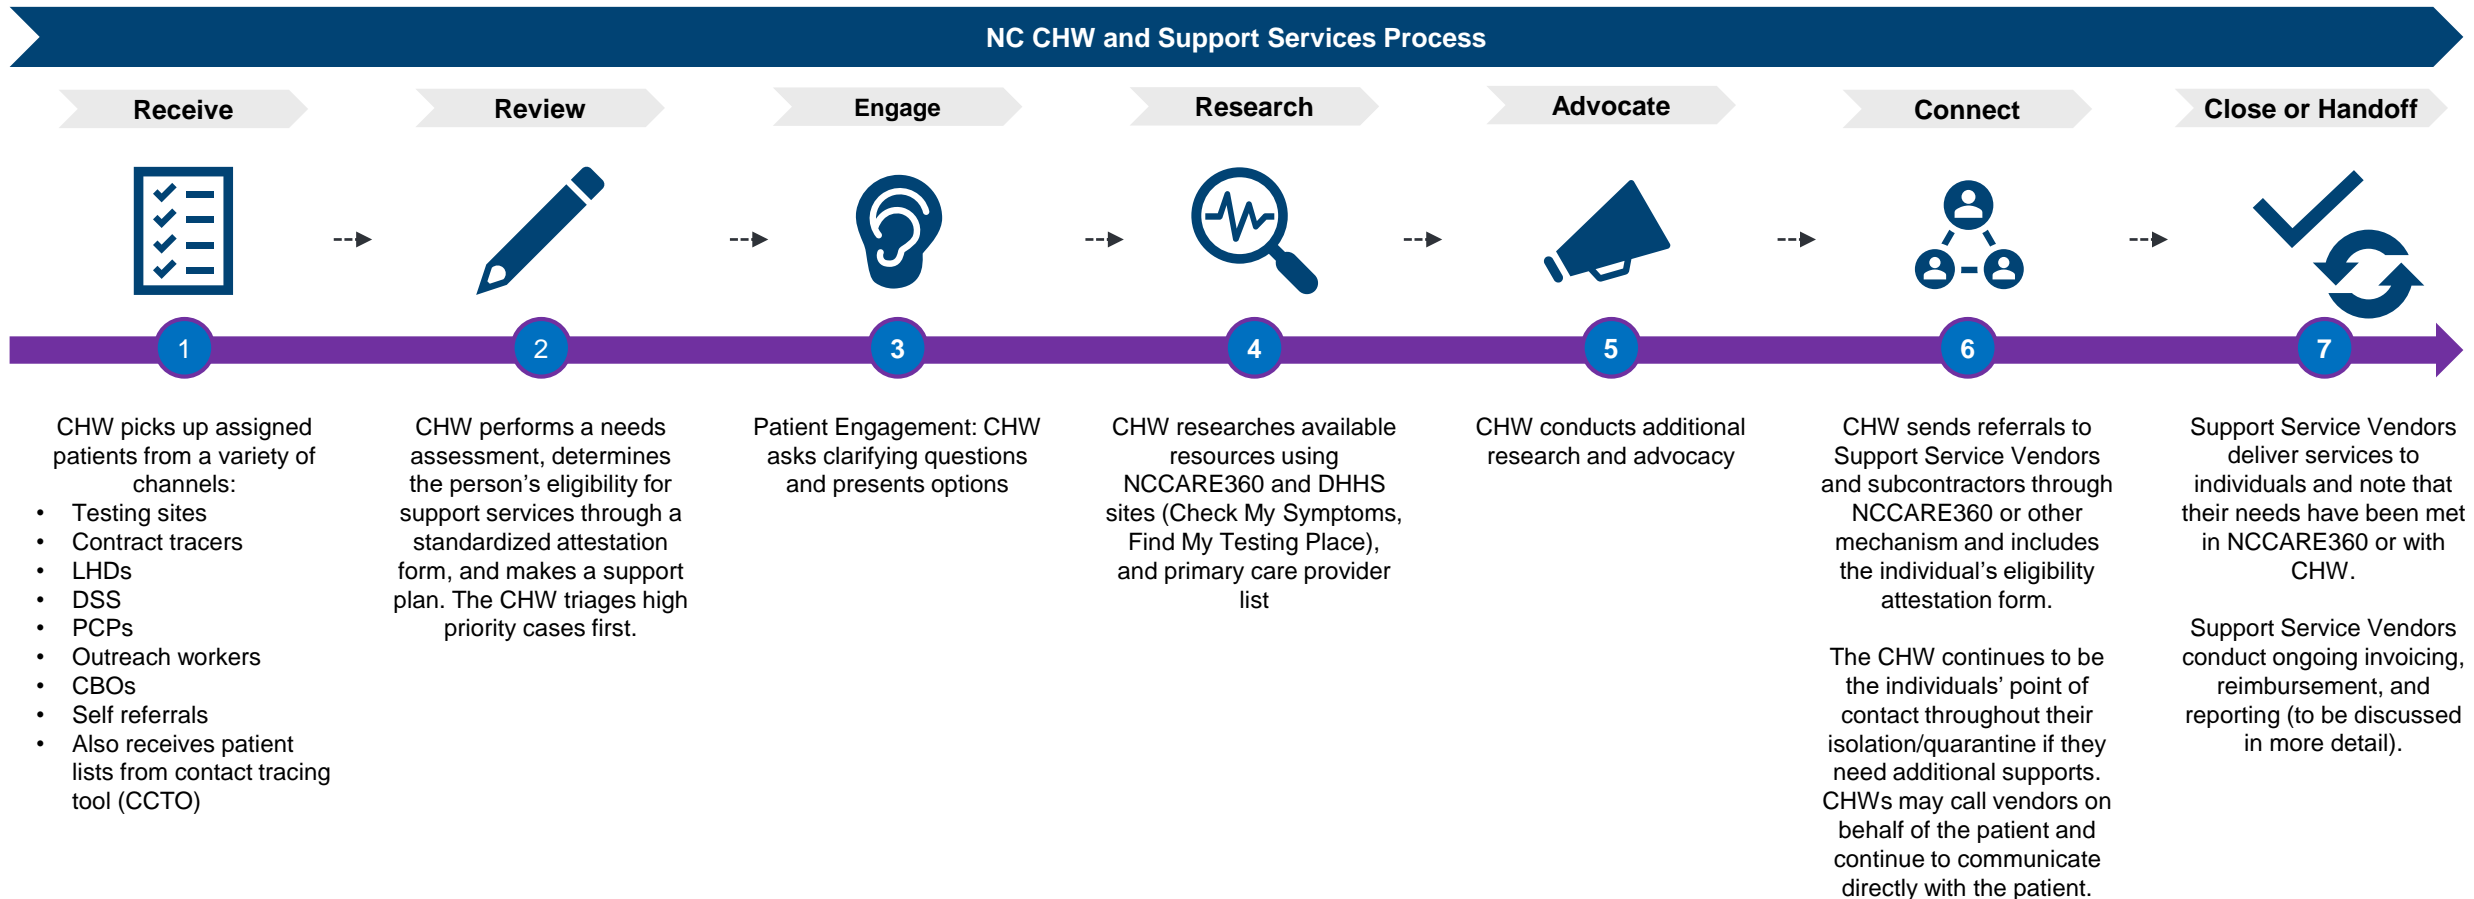 NC CHW and Support Services Process
Receive
Review
Engage
Research
Advocate
Connect
Close or Handoff
1
2
3
4
5
6
7
CHW picks up assigned
patients from a variety of
channels:
• Testing sites
• Contract tracers
• LHDs
• DSS
• PCPs
• Outreach workers
• CBOs
• Self referrals
• Also receives patient
lists from contact tracing
tool (CCTO)
CHW performs a needs
assessment, determines
the person's eligibility for
support services through a
standardized attestation
form, and makes a support
plan. The CHW triages high
priority cases first.
Patient Engagement: CHW
asks clarifying questions
and presents options
CHW researches available
resources using
NCCARE360 and DHHS
sites (Check My Symptoms,
Find My Testing Place),
and primary care provider
list
CHW conducts additional
research and advocacy
CHW sends referrals to
Support Service Vendors
and subcontractors through
NCCARE360 or other
mechanism and includes
the individual's eligibility
attestation form.
The CHW continues to be
the individuals' point of
contact throughout their
isolation/quarantine if they
need additional supports.
CHWs may call vendors on
behalf of the patient and
continue to communicate
directly with the patient.
Support Service Vendors
deliver services to
individuals and note that
their needs have been met
in NCCARE360 or with
CHW.
Support Service Vendors
conduct ongoing invoicing,
reimbursement, and
reporting (to be discussed
in more detail).